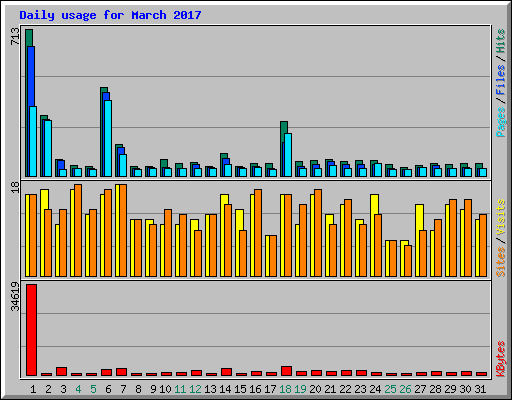 Daily usage for March 2017
713
Pages / Files / Hits
18
Sites / Visits
34619
KBytes
1 2 3 4 5 6 7 8 9 10 11 12 13 14 15 16 17 18 19 20 21 22 23 24 25 26 27 28 29 30 31